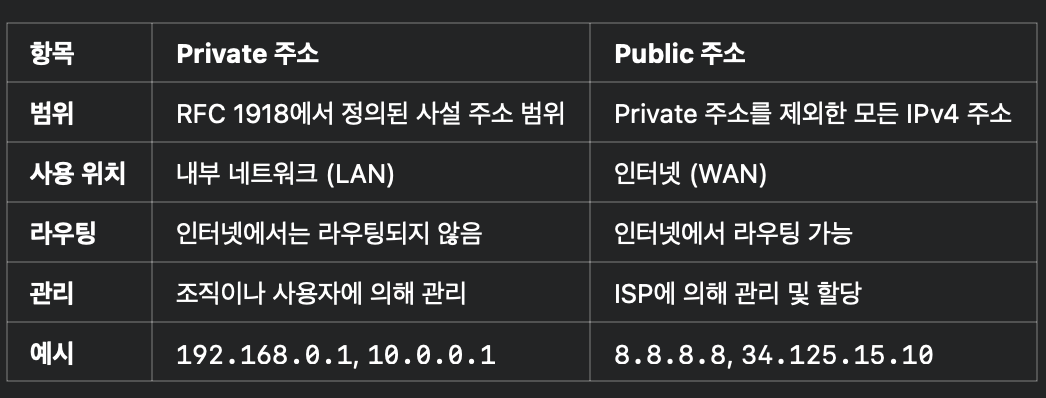 항목 Private 주소 Public 주소
범위 RFC 1918에서 정의된 사설 주소 범위 Private 주소를 제외한 모든 IPv4 주소
사용 위치 내부 네트워크 (LAN) 인터넷 (WAN)
라우팅 인터넷에서는 라우팅되지 않음 인터넷에서 라우팅 가능
관리 조직이나 사용자에 의해 관리 ISP에 의해 관리 및 할당
예시 192.168.0.1, 10.0.0.1 8.8.8.8, 34.125.15.10